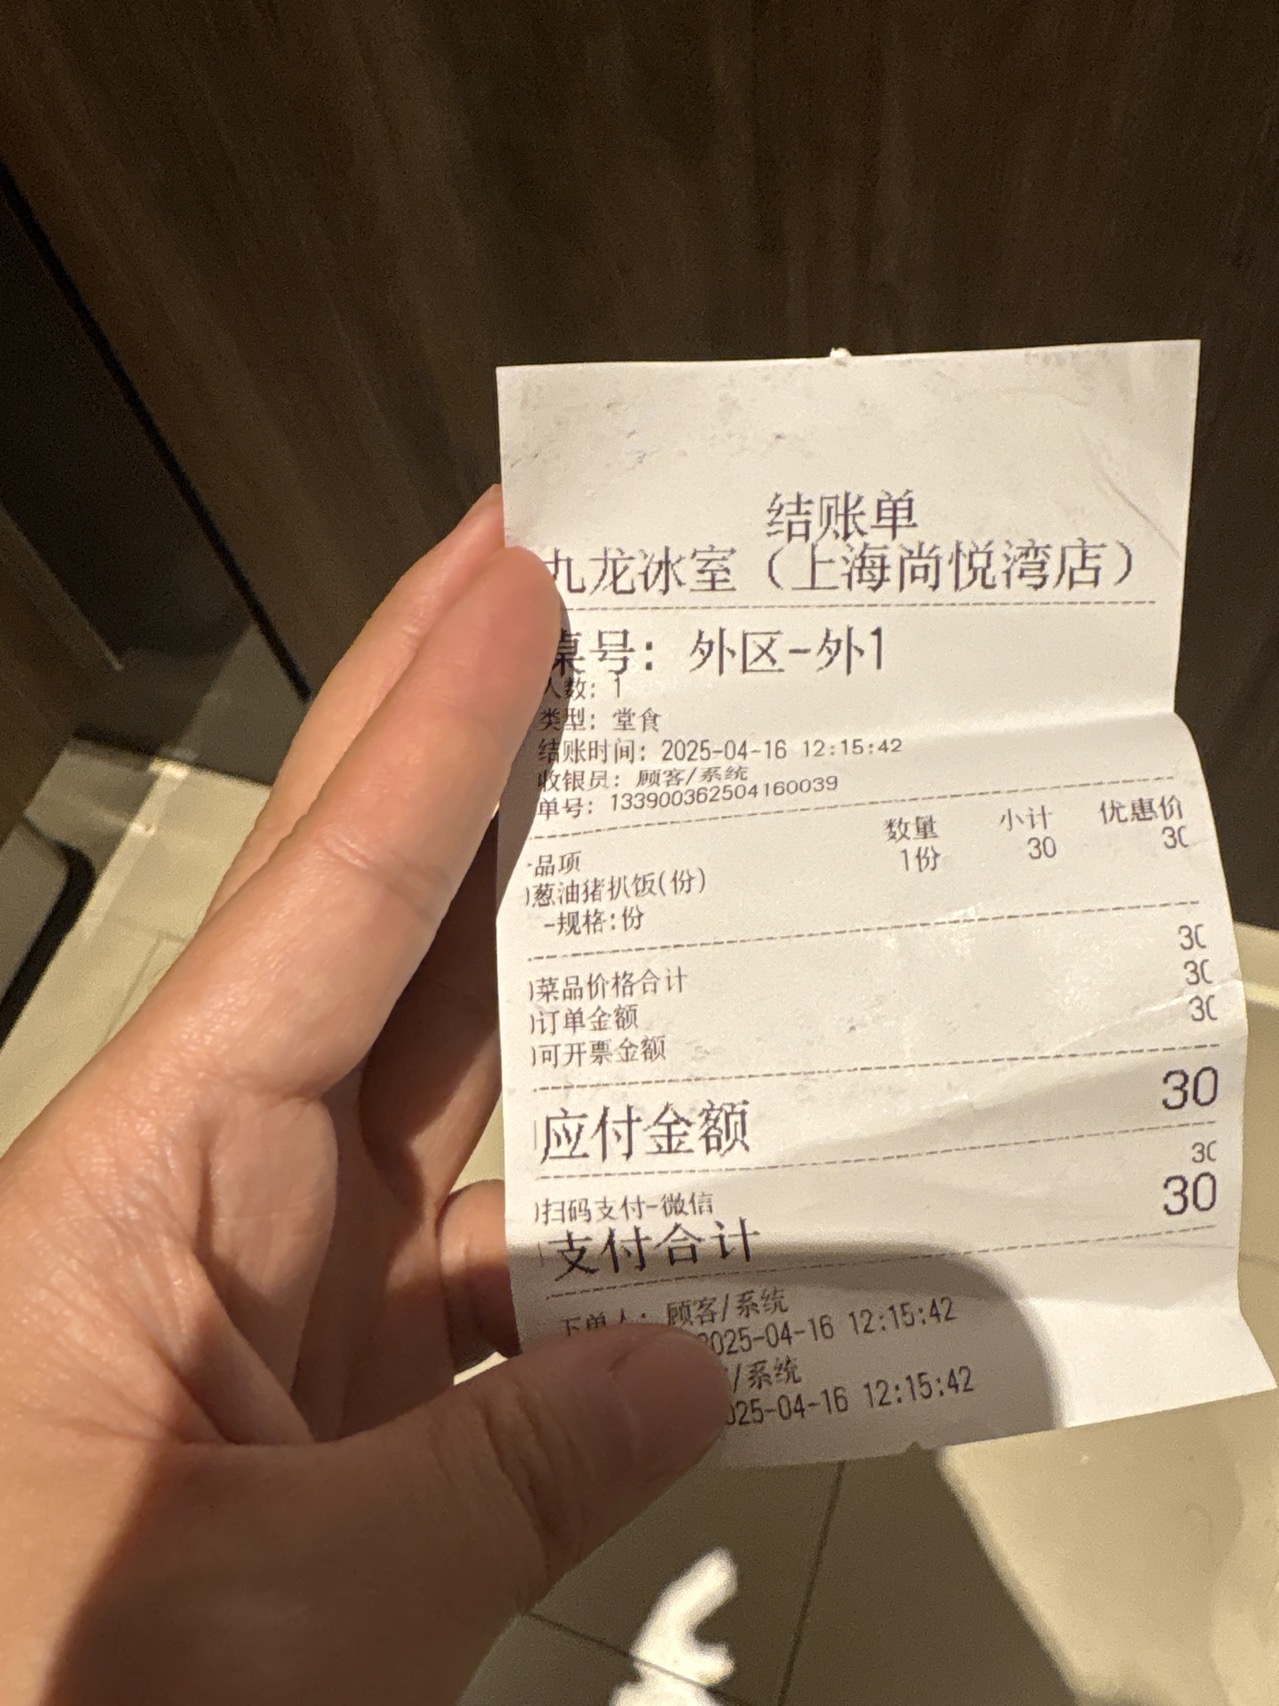 结账单
九龙冰室（上海尚悦湾店）
桌号：外区-外1
人数：1
类型：堂食
结账时间：2025-04-16 12:15:42
收银员：顾客/系统
单号：133900362504160039
品项 数量 小计 优惠价
葱油猪扒饭(份) 1份 30 30
-规格:份
菜品价格合计 30
订单金额 30
可开票金额 30
应付金额 30
扫码支付-微信 30
支付合计 30
下单人：顾客/系统
2025-04-16 12:15:42
/系统
025-04-16 12:15:42